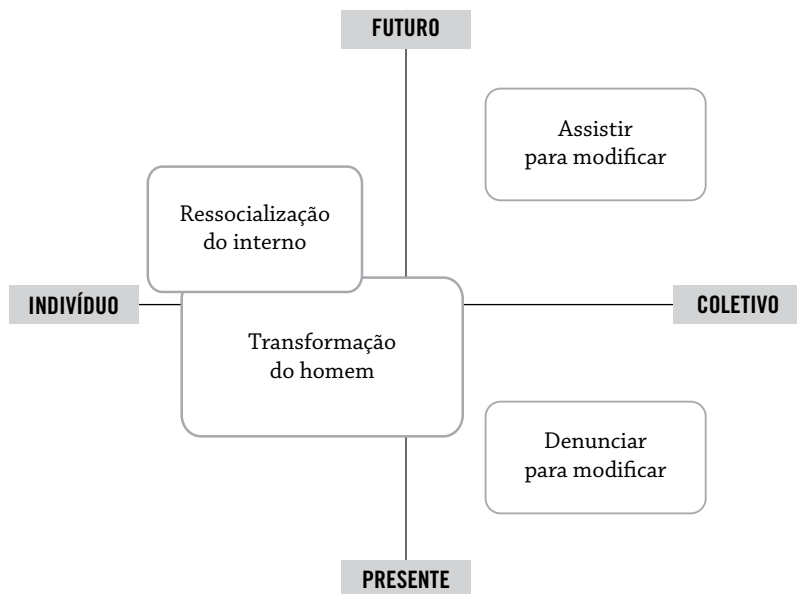 FUTURO
Assistir
para modificar
Ressocialização
do interno
INDIVÍDUO
COLETIVO
Transformação
do homem
Denunciar
para modificar
PRESENTE